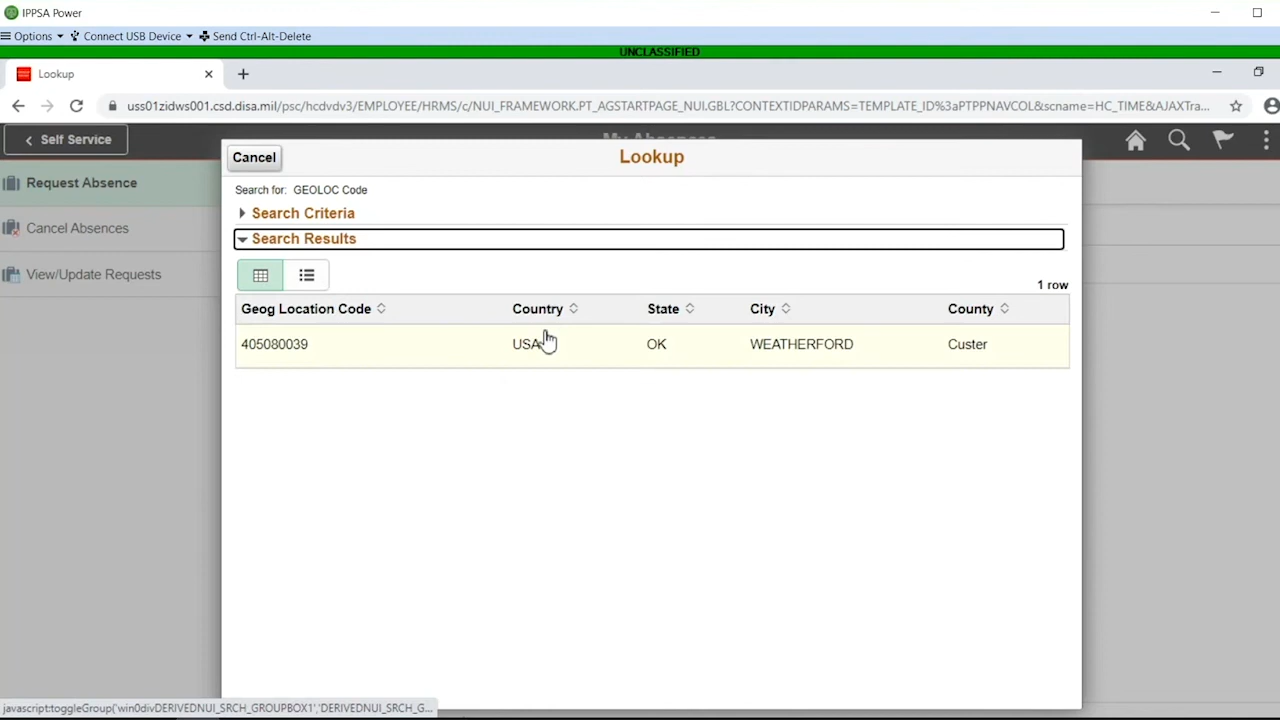 IPPSA Power
Options Connect USB Device Send Ctrl-Alt-Delete
UNCLASSIFIED
Lookup
uss01zidws001.csd.disa.mil/psc/hcdvdv3/EMPLOYEE/HRMS/c/NUI_FRAMEWORK.PT_AGSTARTPAGE_NUI.GBL?CONTEXTIDPARAMS=TEMPLATE_ID%3aPTPPNAVCOL&scname=HC_TIME&AJAXTra...
Self Service
My Absences
Cancel
Lookup
Request Absence
Search for: GEOLOC Code
Search Criteria
Cancel Absences
Search Results
View/Update Requests
1 row
Geog Location Code Country State City County
405080039 USA OK WEATHERFORD Custer
javascript:toggleGroup('win0divDERIVEDNUI_SRCH_GROUPBOX1','DERIVEDNUI_SRCH_G...